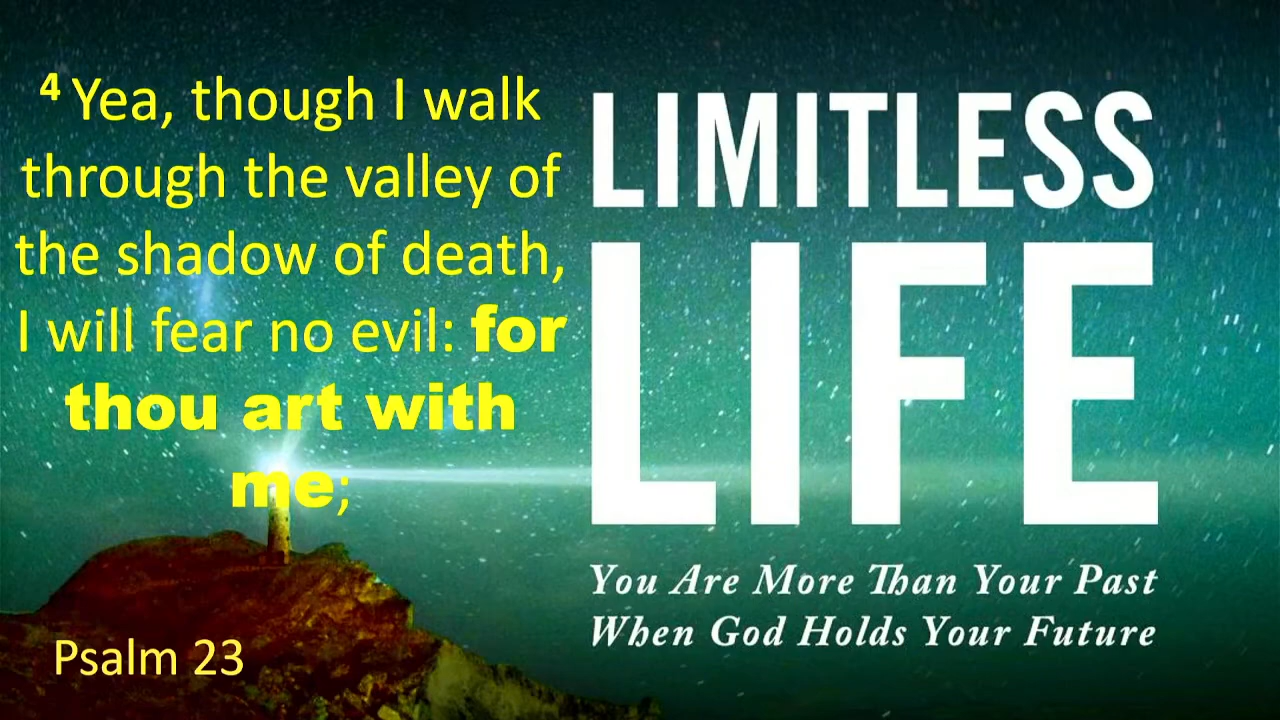 4 Yea, though I walk
through the valley of
the shadow of death,
I will fear no evil: for
thou art with
me;
Psalm 23
LIMITLESS
LIFE
You Are More Than Your Past
When God Holds Your Future